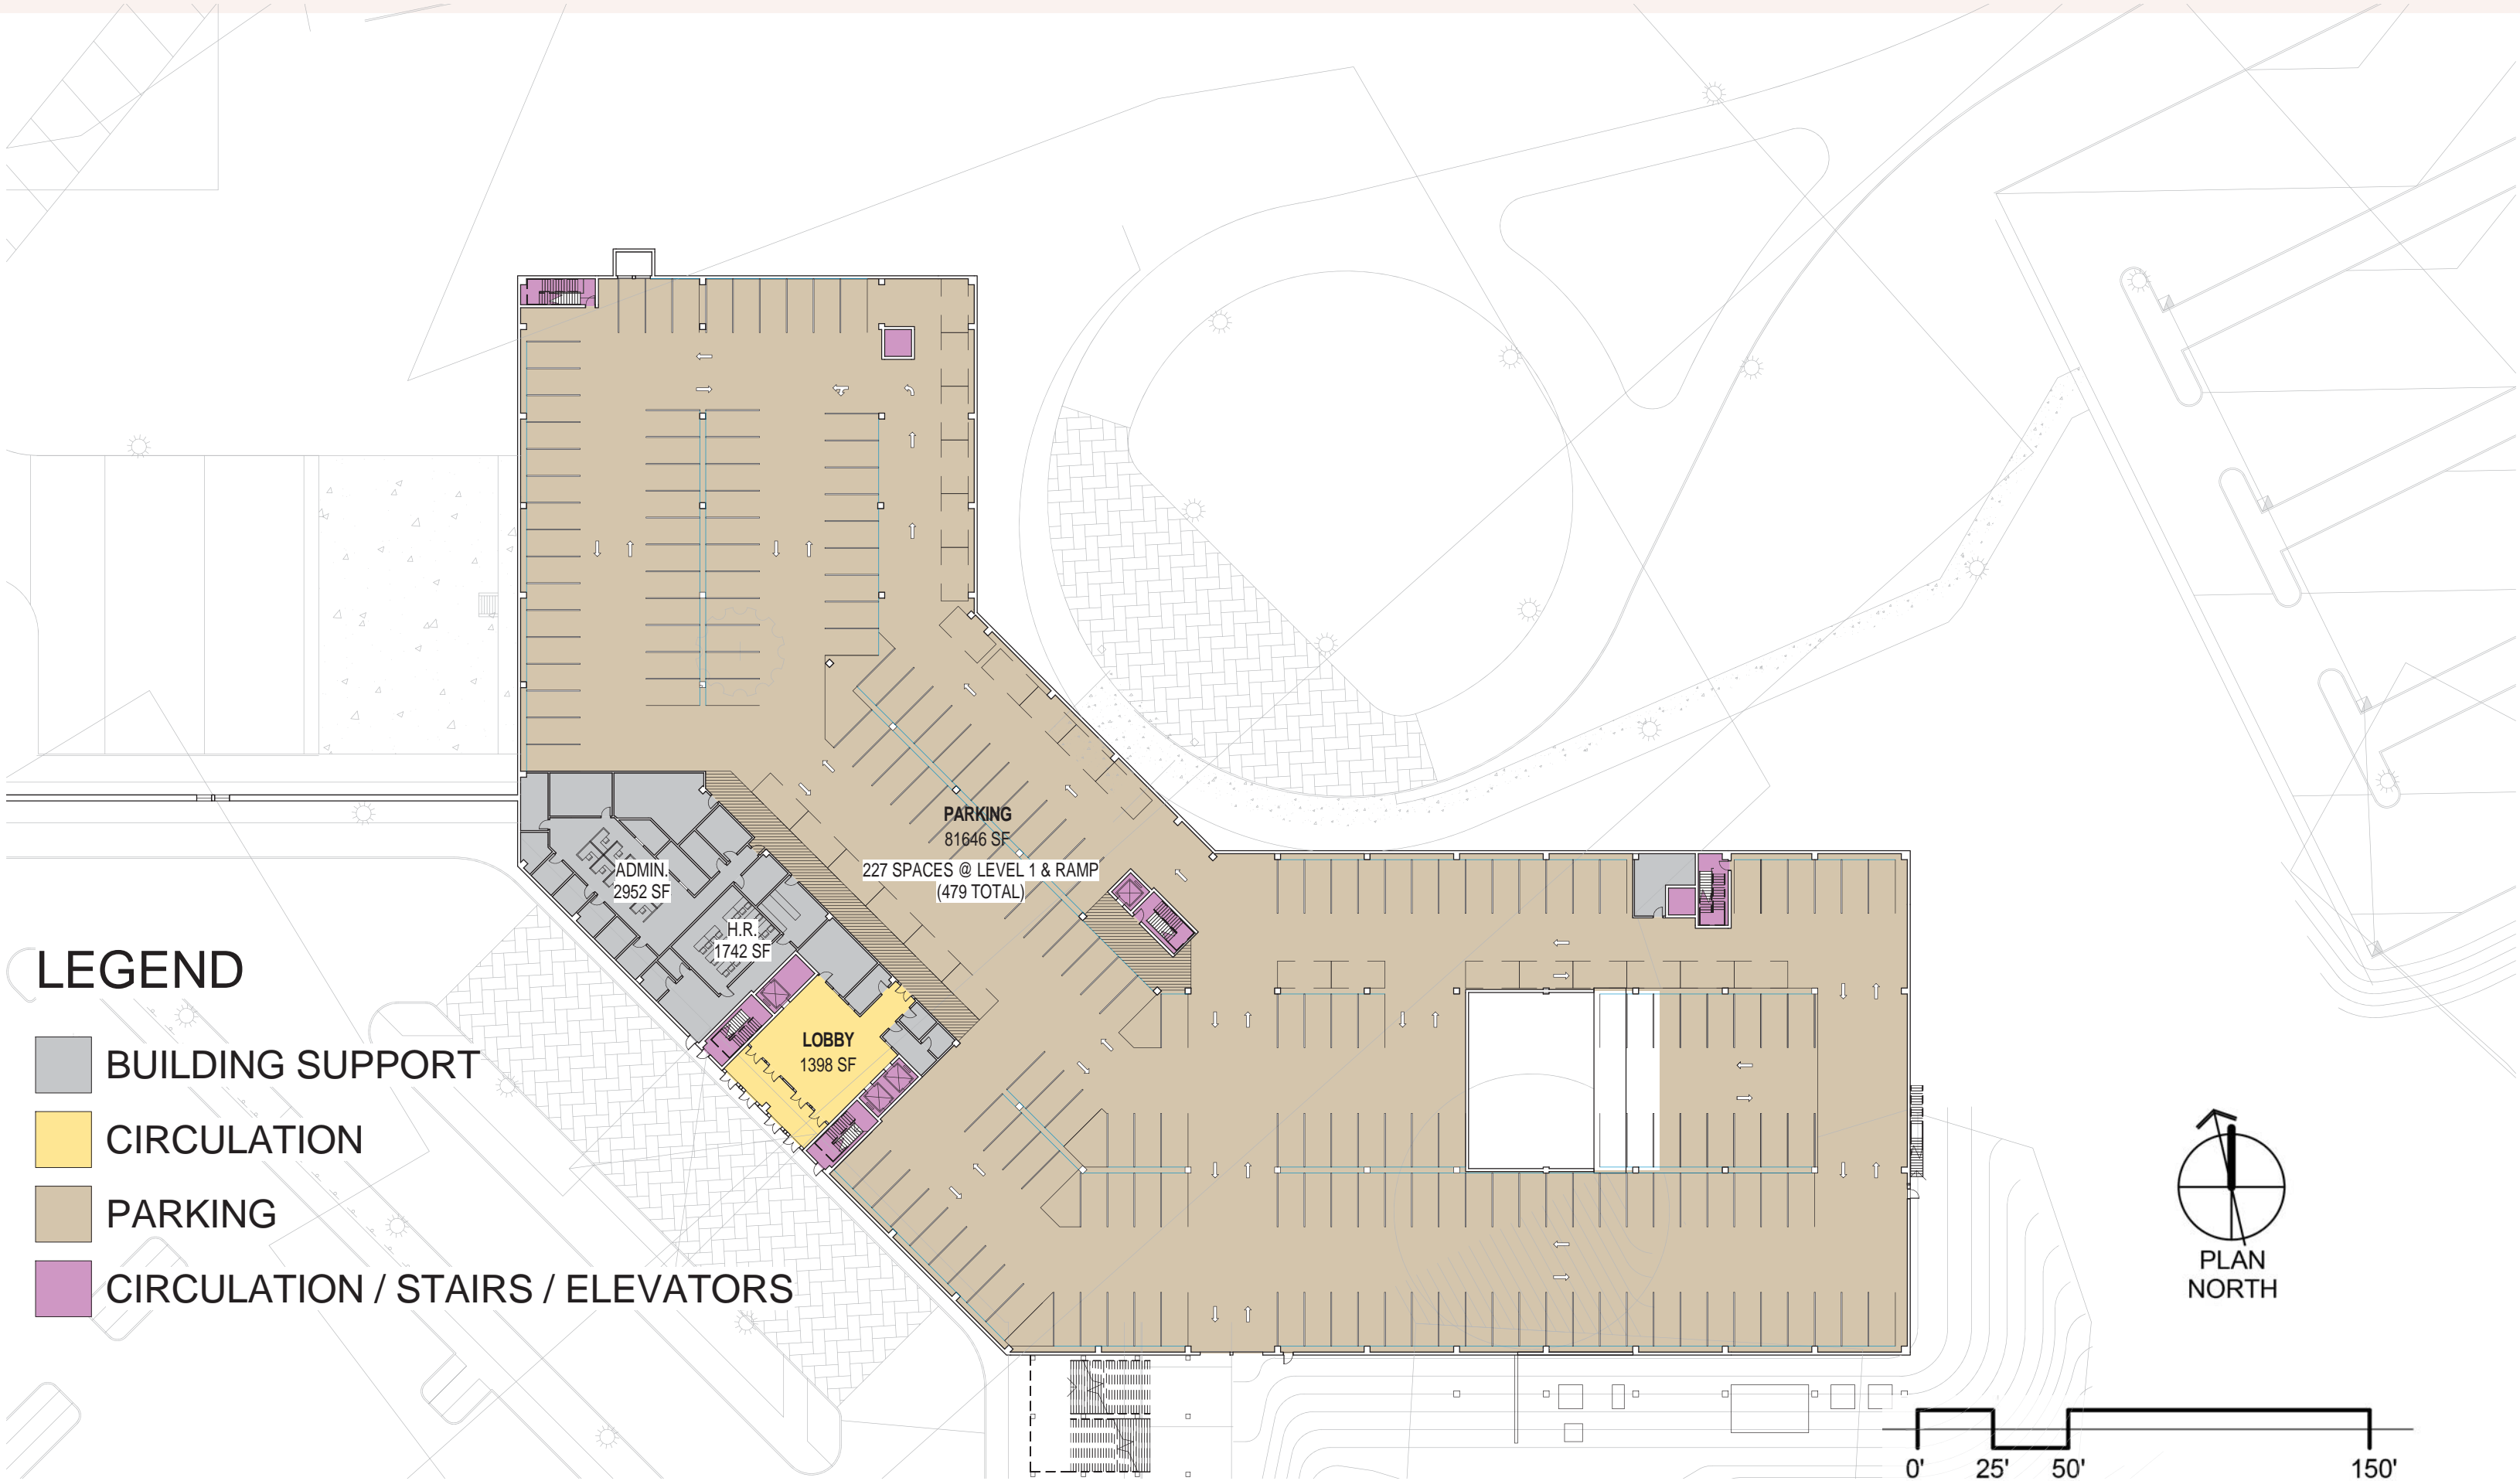 PARKING
81646 SF
227 SPACES @ LEVEL 1 & RAMP
(479 TOTAL)
ADMIN.
2952 SF
H.R.
1742 SF
LOBBY
1398 SF
LEGEND
BUILDING SUPPORT
CIRCULATION
PARKING
CIRCULATION / STAIRS / ELEVATORS
PLAN
NORTH
0' 25' 50' 150'